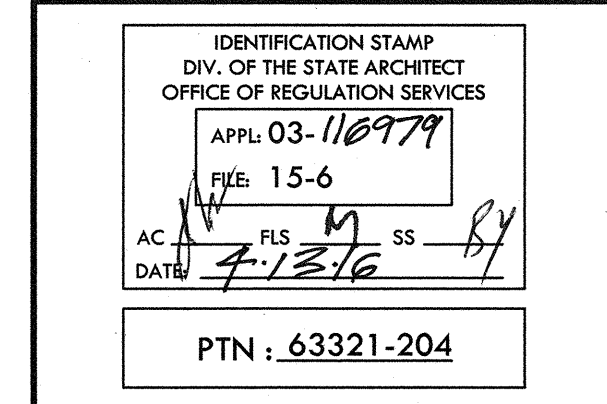 IDENTIFICATION STAMP
DIV. OF THE STATE ARCHITECT
OFFICE OF REGULATION SERVICES
APPL: 03-116979
FILE: 15-6
AC FLS M SS BY
DATE: 4.13.16
PTN : 63321-204